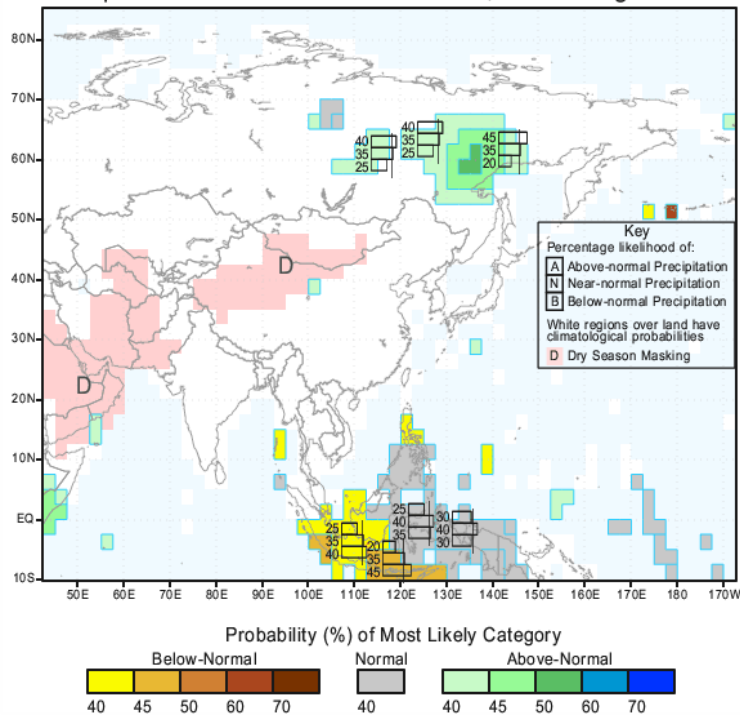 80N
70N
60N
50N
40N
30N
20N
10N
EQ
10S
50E
60E
70E
80E
90E
100E
110E
120E
130E
140E
150E
160E
170E
180
170W
40
35
25
40
35
25
45
35
20
D
D
25
35
40
20
35
45
25
40
35
30
40
30
Key
Percentage likelihood of:
A Above-normal Precipitation
N Near-normal Precipitation
B Below-normal Precipitation
White regions over land have
climatological probabilities
D Dry Season Masking
Probability (%) of Most Likely Category
Below-Normal Normal Above-Normal
40 45 50 60 70 40 40 45 50 60 70